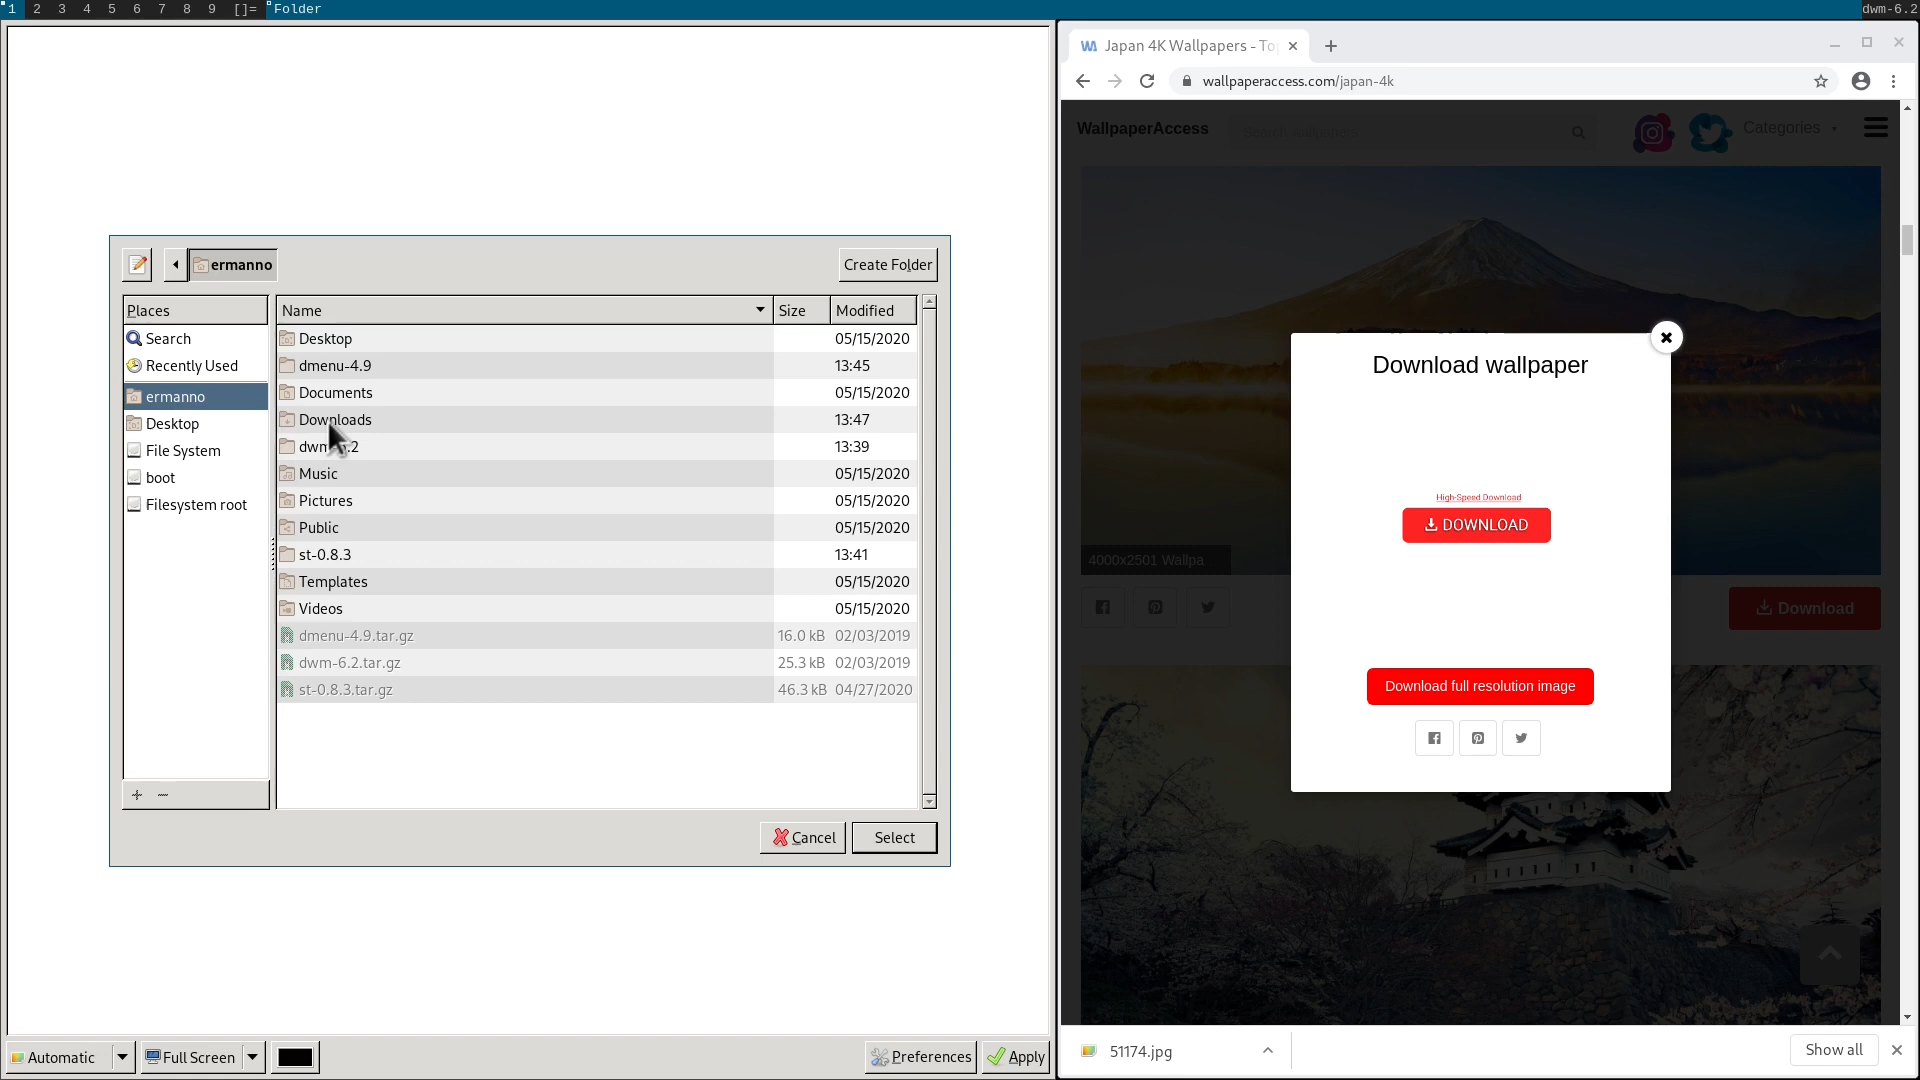 1 2 3 4 5 6 7 8 9 []= Folder dwm-6.2
ermanno
Create Folder
Places
Search
Recently Used
ermanno
Desktop
File System
boot
Filesystem root
Name Size Modified
Desktop 05/15/2020
dmenu-4.9 13:45
Documents 05/15/2020
Downloads 13:47
13:39
Music 05/15/2020
Pictures 05/15/2020
Public 05/15/2020
st-0.8.3 13:41
Templates 05/15/2020
Videos 05/15/2020
dmenu-4.9.tar.gz 16.0 kB 02/03/2019
dwm-6.2.tar.gz 25.3 kB 02/03/2019
st-0.8.3.tar.gz 46.3 kB 04/27/2020
Cancel Select
Automatic Full Screen Preferences Apply
Japan 4K Wallpapers - To
wallpaperaccess.com/japan-4k
WallpaperAccess
Categories
Download wallpaper
High-Speed Download
DOWNLOAD
4000x2501 Wallpa
Download
Download full resolution image
51174.jpg
Show all